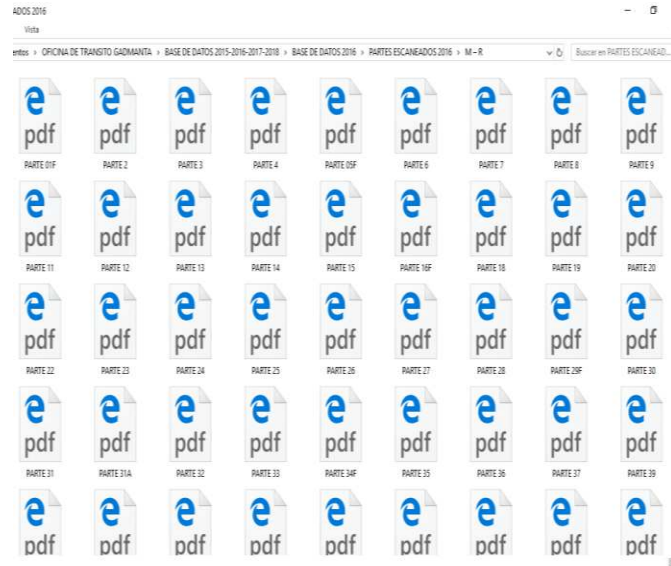 ADOS 2016
Vista
entos > OFICINA DE TRANSITO GADMANTA > BASE DE DATOS 2015-2016-2017-2018 > BASE DE DATOS 2016 > PARTES ESCANEADOS 2016 > M – R
Buscar en PARTES ESCANEAD...
e e e e e e e e e
pdf pdf pdf pdf pdf pdf pdf pdf pdf
PARTE 01F PARTE 2 PARTE 3 PARTE 4 PARTE 05F PARTE 6 PARTE 7 PARTE 8 PARTE 9
e e e e e e e e e
pdf pdf pdf pdf pdf pdf pdf pdf pdf
PARTE 11 PARTE 12 PARTE 13 PARTE 14 PARTE 15 PARTE 16F PARTE 18 PARTE 19 PARTE 20
e e e e e e e e e
pdf pdf pdf pdf pdf pdf pdf pdf pdf
PARTE 22 PARTE 23 PARTE 24 PARTE 25 PARTE 26 PARTE 27 PARTE 28 PARTE 29F PARTE 30
e e e e e e e e e
pdf pdf pdf pdf pdf pdf pdf pdf pdf
PARTE 31 PARTE 31A PARTE 32 PARTE 33 PARTE 34F PARTE 35 PARTE 36 PARTE 37 PARTE 39
e e e e e e e e e
pdf pdf pdf pdf pdf pdf pdf pdf pdf